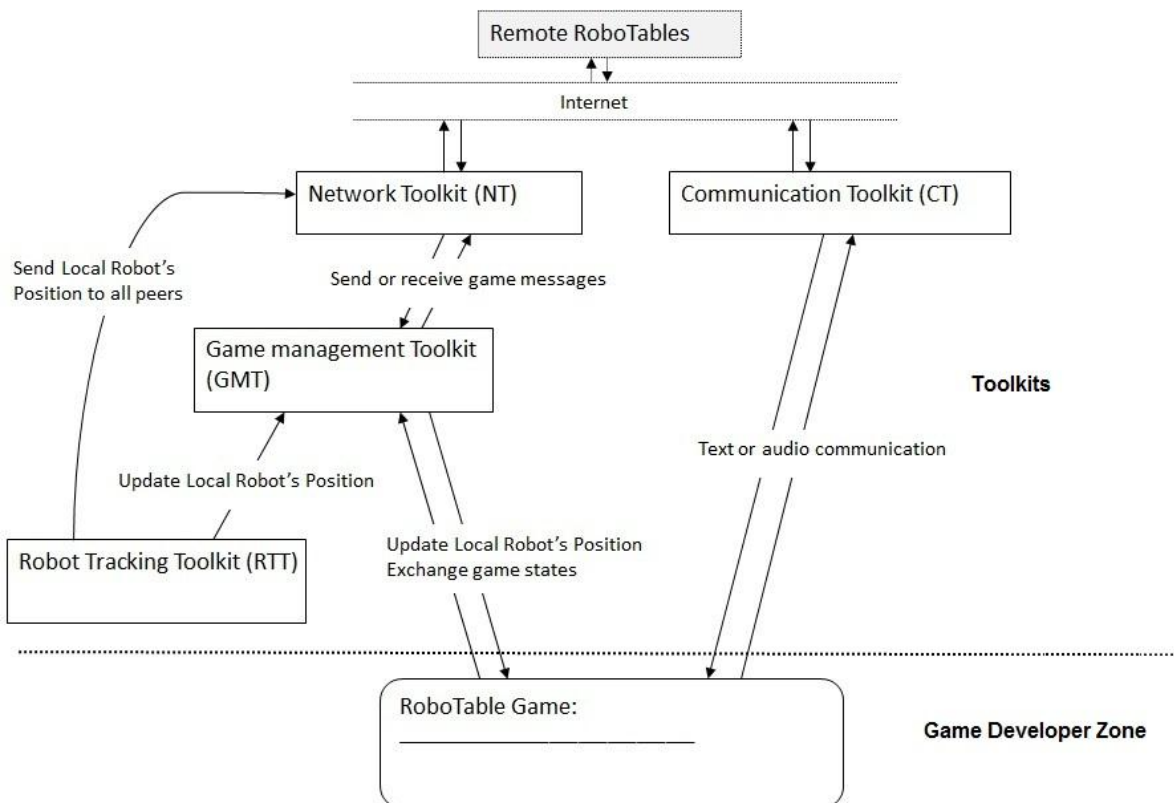 Remote RoboTables
Internet
Network Toolkit (NT)
Communication Toolkit (CT)
Send Local Robot’s
Position to all peers
Send or receive game messages
Game management Toolkit
(GMT)
Toolkits
Text or audio communication
Update Local Robot’s Position
Robot Tracking Toolkit (RTT)
Update Local Robot’s Position
Exchange game states
RoboTable Game:
Game Developer Zone